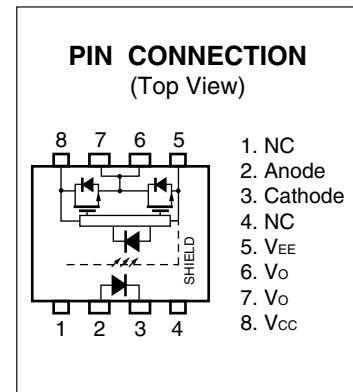 PIN CONNECTION
(Top View)
8 7 6 5
SHIELD
1 2 3 4
1. NC
2. Anode
3. Cathode
4. NC
5. VEE
6. VO
7. VO
8. VCC